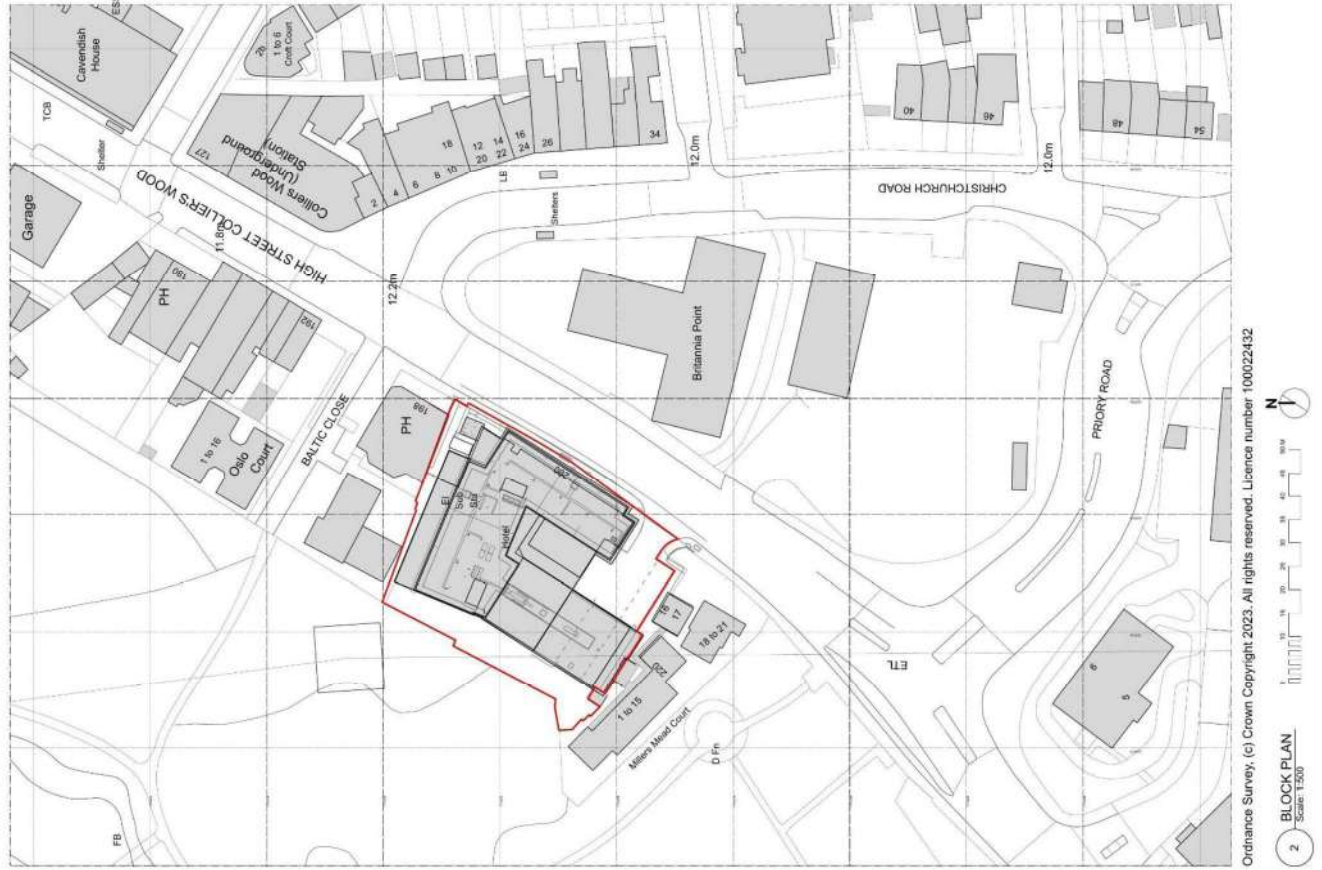 Cavendish
House
TCB
Shelter
ES
2b
1 to 6
Croft Court
127
Colliers Wood
(Underground
Station)
Garage
HIGH STREET COLLIER'S WOOD
11.8m
PH
190
192
12.2m
2
4
6
8
10
18
12
20
14
22
16
24
26
34
LB
Shelters
12.0m
40
46
48
54
12.0m
CHRISTCHURCH ROAD
1 to 16
Oslo
Court
BALTIC CLOSE
PH
198
El
Sub
Sta
Hotel
200
Britannia Point
PRIORY ROAD
16
17
18 to 21
220
1 to 15
Millers Mead Court
D Fn
ETL
6
5
FB
Ordnance Survey, (c) Crown Copyright 2023. All rights reserved. Licence number 100022432
2
BLOCK PLAN
Scale: 1:500
N